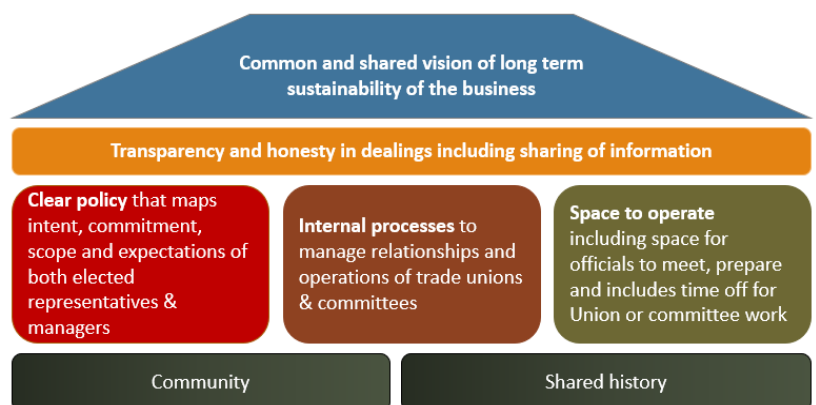 Common and shared vision of long term
sustainability of the business
Transparency and honesty in dealings including sharing of information
Clear policy that maps
intent, commitment,
scope and expectations of
both elected
representatives &
managers
Internal processes to
manage relationships and
operations of trade unions
& committees
Space to operate
including space for
officials to meet, prepare
and includes time off for
Union or committee work
Community
Shared history